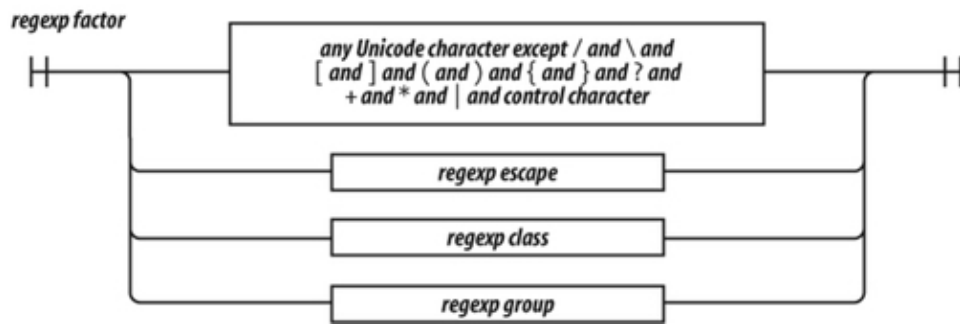 regexp factor
any Unicode character except / and \ and
[ and ] and ( and ) and { and } and ? and
+ and * and | and control character
regexp escape
regexp class
regexp group